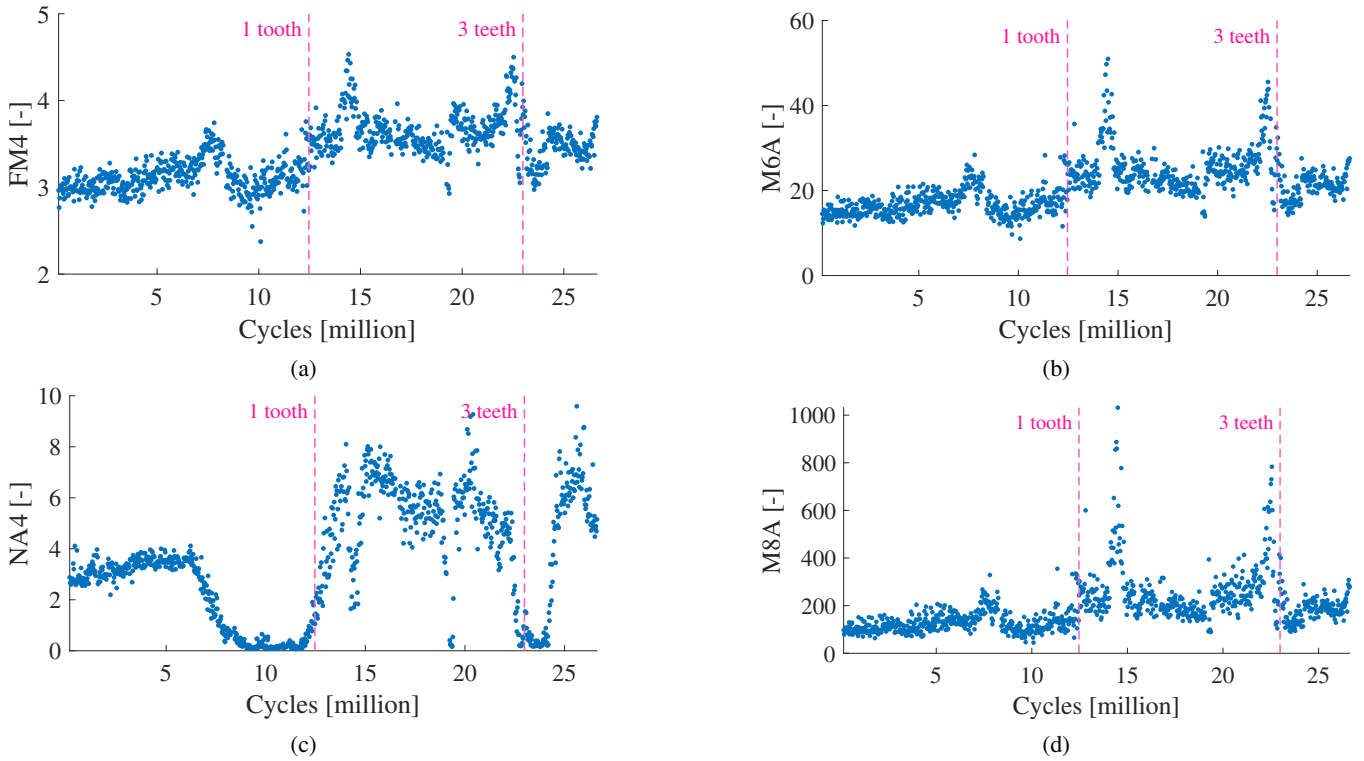 5
4
3
2
FM4 [-]
1 tooth
3 teeth
5
10
15
20
25
Cycles [million]
(a)
60
40
20
0
M6A [-]
1 tooth
3 teeth
5
10
15
20
25
Cycles [million]
(b)
10
8
6
4
2
0
NA4 [-]
1 tooth
3 teeth
5
10
15
20
25
Cycles [million]
(c)
1000
800
600
400
200
0
M8A [-]
1 tooth
3 teeth
5
10
15
20
25
Cycles [million]
(d)